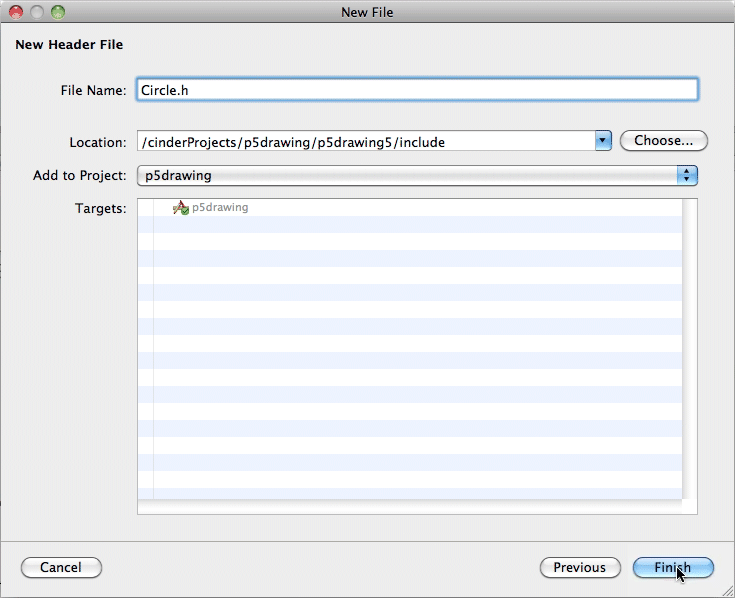 New File
New Header File
File Name: Circle.h
Location: /cinderProjects/p5drawing/p5drawing5/include Choose...
Add to Project: p5drawing
Targets: p5drawing
Cancel Previous Finish